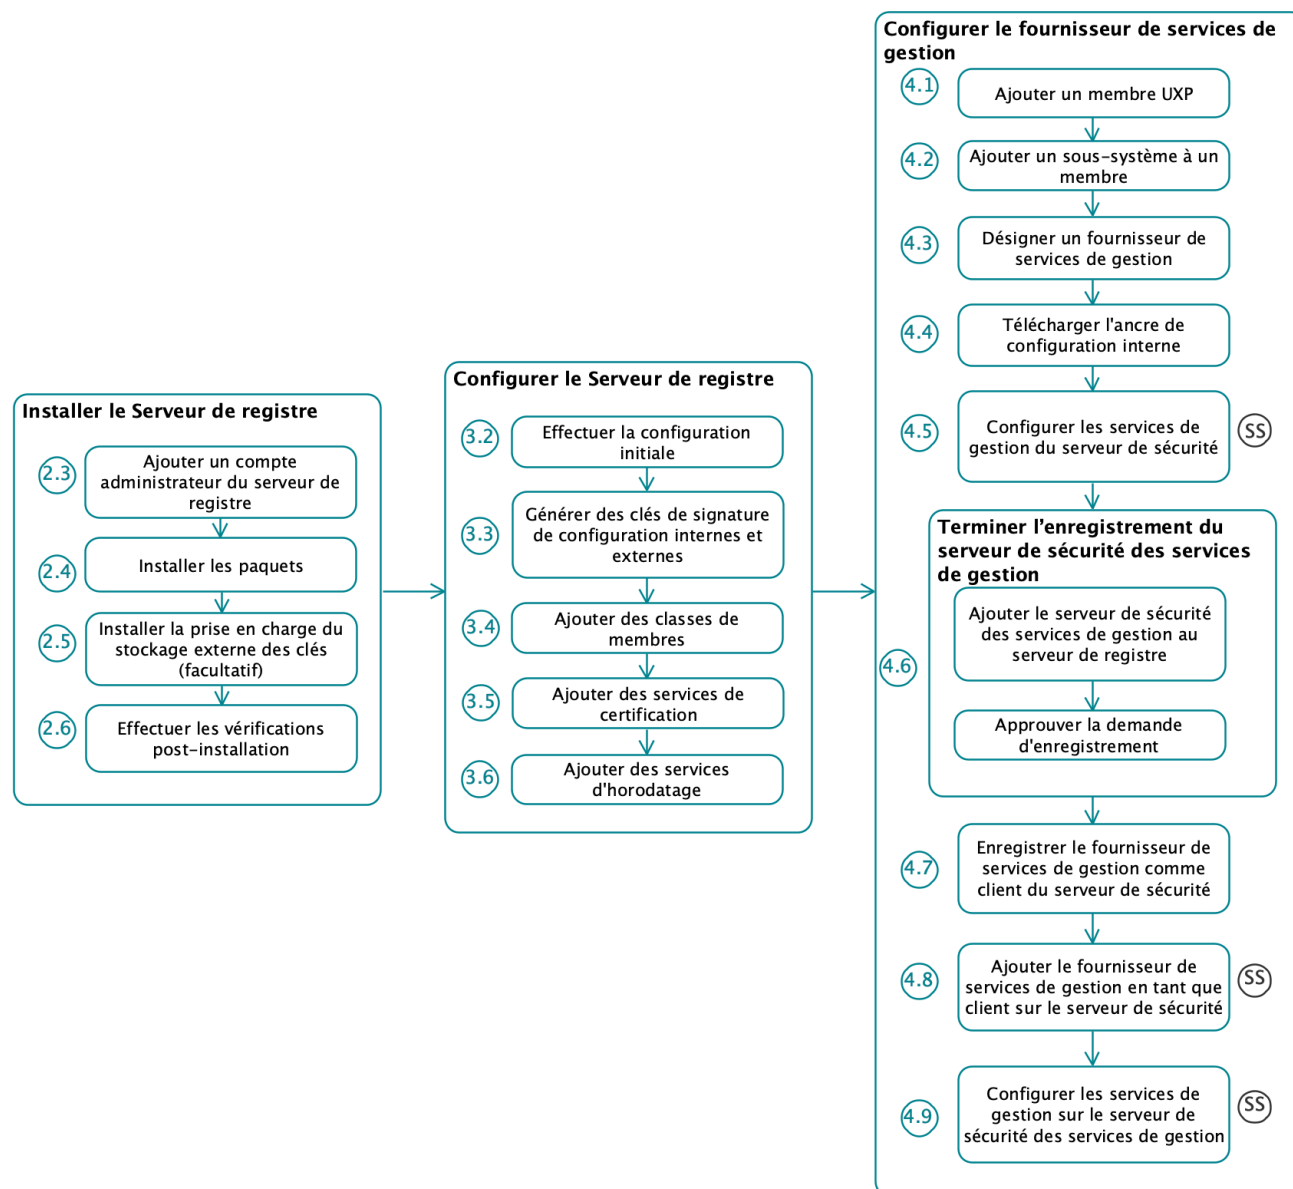 Installer le Serveur de registre
2.3
Ajouter un compte
administrateur du serveur de
registre
2.4
Installer les paquets
2.5
Installer la prise en charge du
stockage externe des clés
(facultatif)
2.6
Effectuer les vérifications
post-installation
Configurer le Serveur de registre
3.2
Effectuer la configuration
initiale
3.3
Générer des clés de signature
de configuration internes et
externes
3.4
Ajouter des classes de
membres
3.5
Ajouter des services de
certification
3.6
Ajouter des services
d'horodatage
Configurer le fournisseur de services de
gestion
4.1
Ajouter un membre UXP
4.2
Ajouter un sous-système à un
membre
4.3
Désigner un fournisseur de
services de gestion
4.4
Télécharger l'ancre de
configuration interne
4.5
Configurer les services de
gestion du serveur de sécurité
SS
Terminer l’enregistrement du
serveur de sécurité des services
de gestion
4.6
Ajouter le serveur de sécurité
des services de gestion au
serveur de registre
Approuver la demande
d'enregistrement
4.7
Enregistrer le fournisseur de
services de gestion comme
client du serveur de sécurité
4.8
Ajouter le fournisseur de
services de gestion en tant que
client sur le serveur de sécurité
SS
4.9
Configurer les services de
gestion sur le serveur de
sécurité des services de gestion
SS